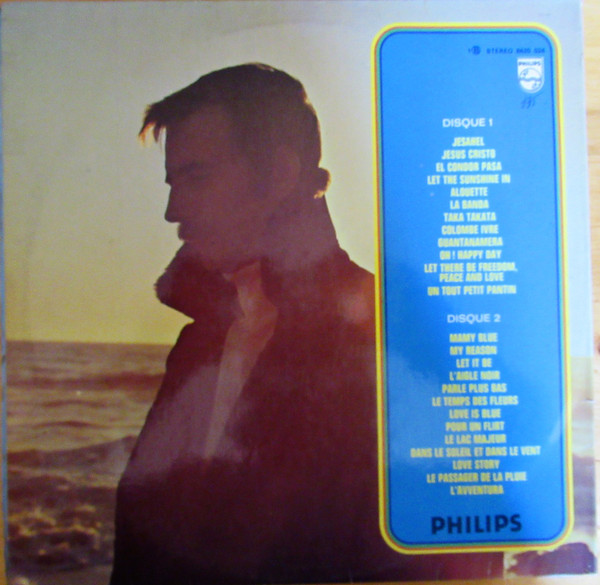 STEREO 6620 024
PHILIPS
DISQUE 1
JESAHEL
JESUS CRISTO
EL CONDOR PASA
LET THE SUNSHINE IN
ALOUETTE
LA BANDA
TAKA TAKATA
COLOMBE IVRE
GUANTANAMERA
OH! HAPPY DAY
LET THERE BE FREEDOM,
PEACE AND LOVE
UN TOUT PETIT PANTIN
DISQUE 2
MAMY BLUE
MY REASON
LET IT BE
L'AIGLE NOIR
PARLE PLUS BAS
LE TEMPS DES FLEURS
LOVE IS BLUE
POUR UN FLIRT
LE LAC MAJEUR
DANS LE SOLEIL ET DANS LE VENT
LOVE STORY
LE PASSAGER DE LA PLUIE
L'AVVENTURA
PHILIPS